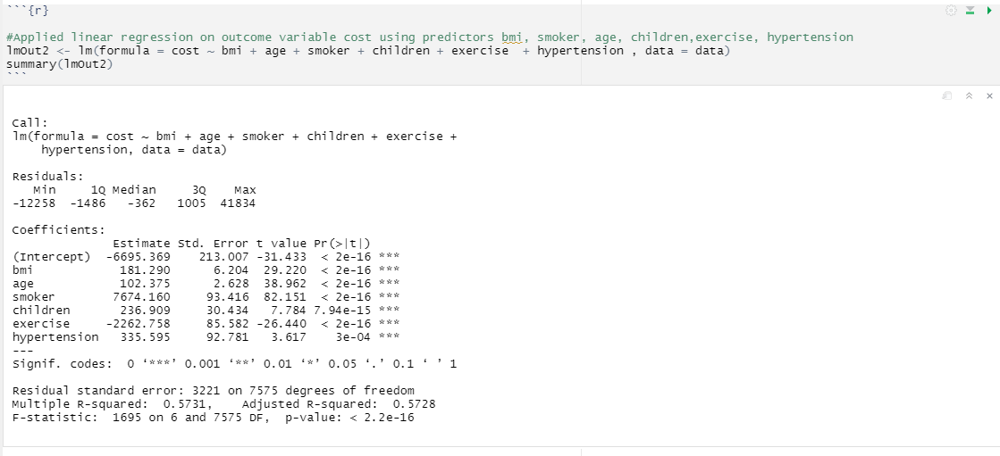 ```{r}
#Applied linear regression on outcome variable cost using predictors bmi, smoker, age, children,exercise, hypertension
lmOut2 <- lm(formula = cost ~ bmi + age + smoker + children + exercise  + hypertension , data = data)
summary(lmOut2)
```
Call:
lm(formula = cost ~ bmi + age + smoker + children + exercise +
    hypertension, data = data)
Residuals:
   Min     1Q Median     3Q    Max
-12258  -1486   -362   1005  41834
Coefficients:
              Estimate Std. Error t value Pr(>|t|)
(Intercept)  -6695.369    213.007 -31.433  < 2e-16 ***
bmi            181.290      6.204  29.220  < 2e-16 ***
age            102.375      2.628  38.962  < 2e-16 ***
smoker        7674.160     93.416  82.151  < 2e-16 ***
children       236.909     30.434   7.784 7.94e-15 ***
exercise     -2262.758     85.582 -26.440  < 2e-16 ***
hypertension   335.595     92.781   3.617    3e-04 ***
---
Signif. codes:  0 ‘***’ 0.001 ‘**’ 0.01 ‘*’ 0.05 ‘.’ 0.1 ‘ ’ 1
Residual standard error: 3221 on 7575 degrees of freedom
Multiple R-squared:  0.5731,    Adjusted R-squared:  0.5728
F-statistic:  1695 on 6 and 7575 DF,  p-value: < 2.2e-16